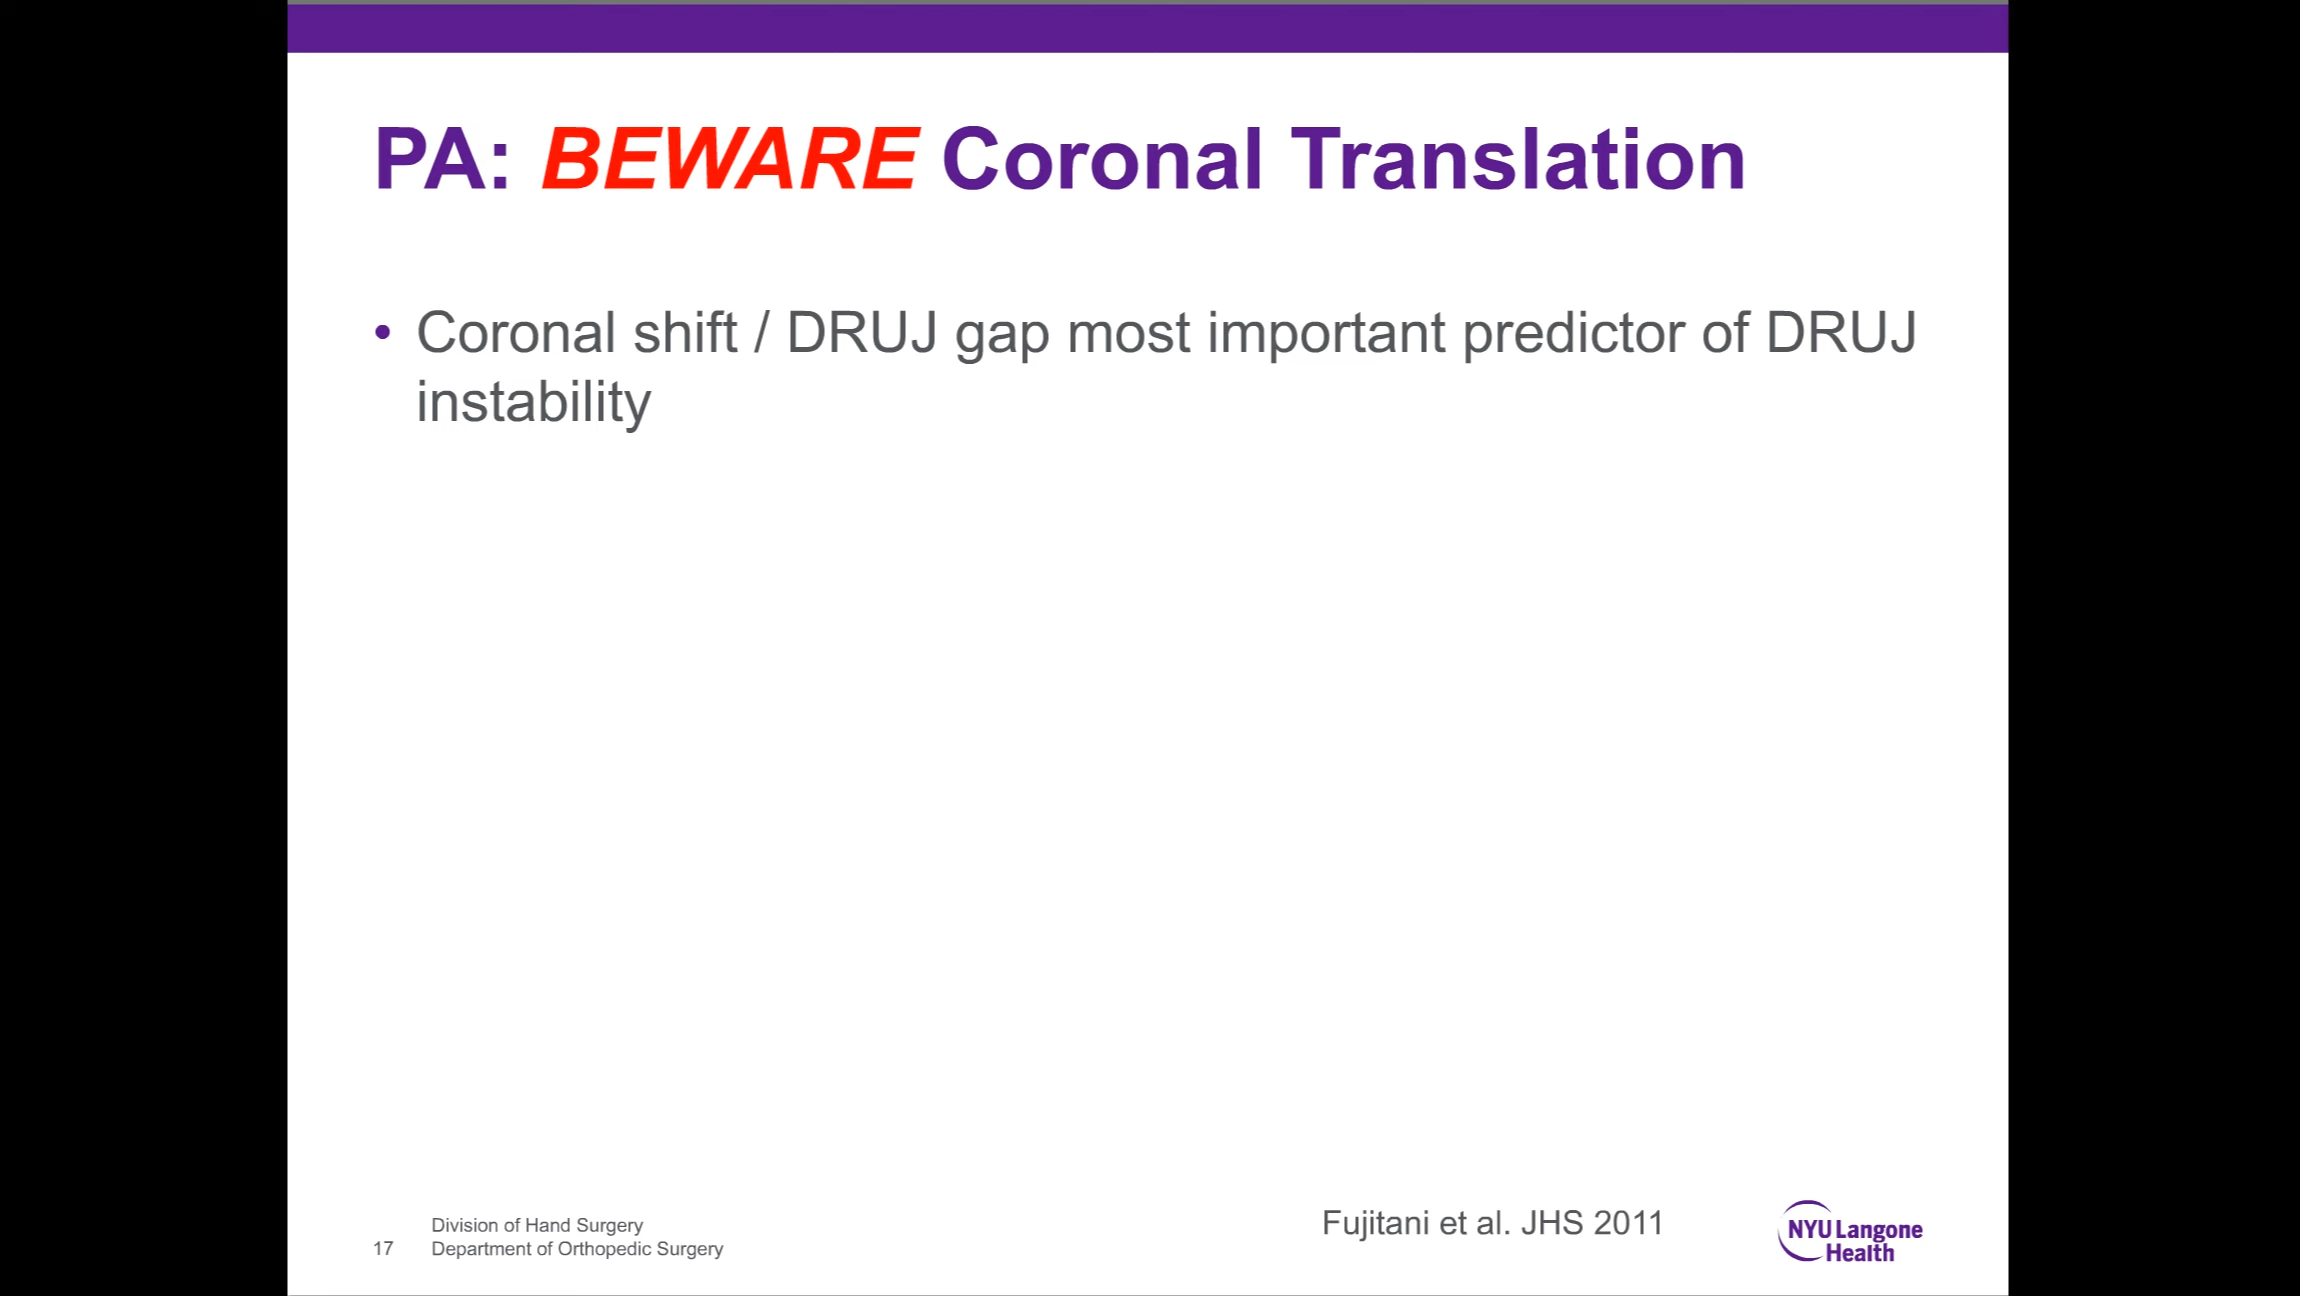 PA: BEWARE Coronal Translation
• Coronal shift / DRUJ gap most important predictor of DRUJ
instability
Fujitani et al. JHS 2011
Division of Hand Surgery
17 Department of Orthopedic Surgery
NYU Langone
Health